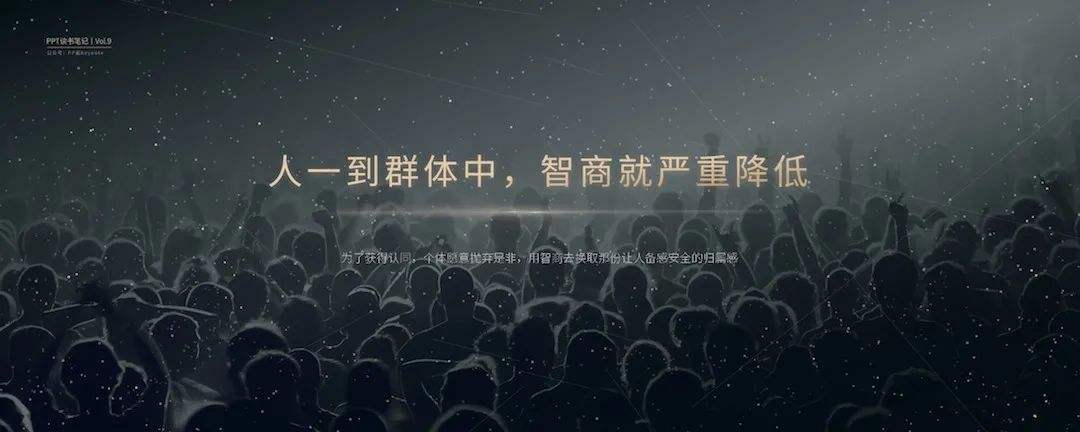 PPT读书笔记 | Vol.9
人一到群体中，智商就严重降低
为了获得认同，个体愿意抛弃是非，用智商去换取那份让人备感安全的归属感